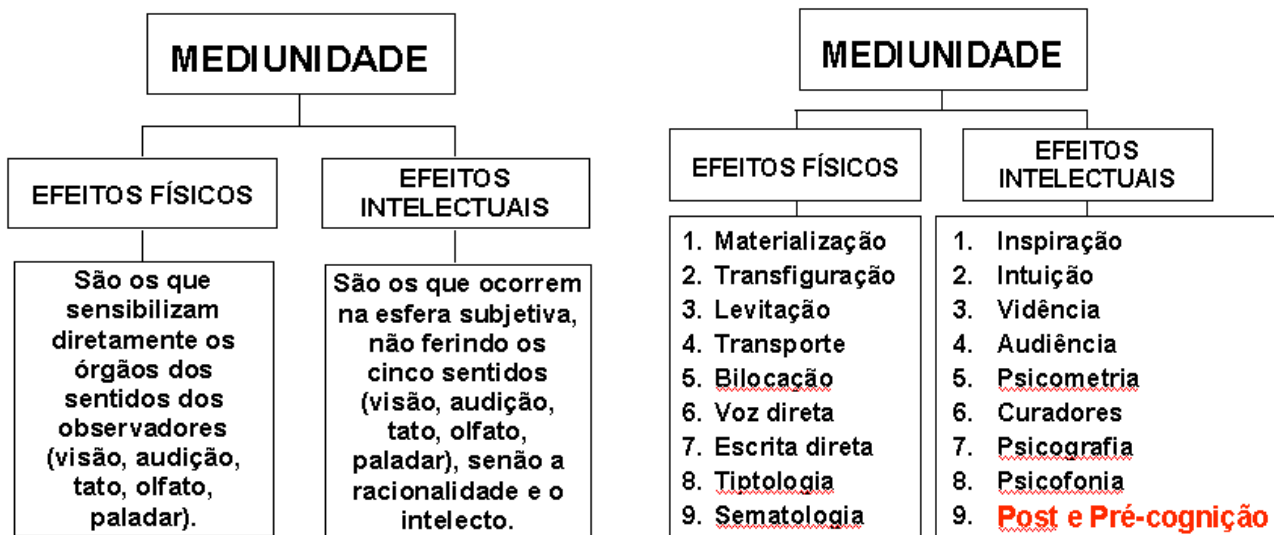 MEDIUNIDADE
EFEITOS FÍSICOS
São os que
sensibilizam
diretamente os
órgãos dos
sentidos dos
observadores
(visão, audição,
tato, olfato,
paladar).
EFEITOS
INTELECTUAIS
São os que ocorrem
na esfera subjetiva,
não ferindo os
cinco sentidos
(visão, audição,
tato, olfato,
paladar), senão a
racionalidade e o
intelecto.
MEDIUNIDADE
EFEITOS FÍSICOS
1. Materialização
2. Transfiguração
3. Levitação
4. Transporte
5. Bilocação
6. Voz direta
7. Escrita direta
8. Tiptologia
9. Sematologia
EFEITOS
INTELECTUAIS
1. Inspiração
2. Intuição
3. Vidência
4. Audiência
5. Psicometria
6. Curadores
7. Psicografia
8. Psicofonia
9. Post e Pré-cognição